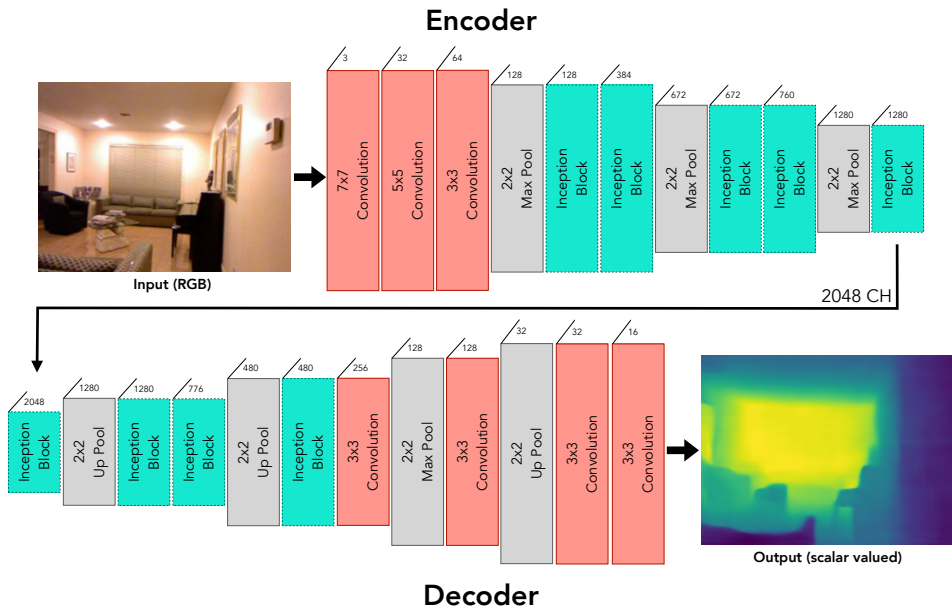 Encoder
3
32
64
128
128
384
672
672
760
1280
1280
7x7
Convolution
5x5
Convolution
3x3
Convolution
2x2
Max Pool
Inception
Block
Inception
Block
2x2
Max Pool
Inception
Block
Inception
Block
2x2
Max Pool
Inception
Block
Input (RGB)
2048 CH
2048
1280
1280
776
480
480
256
128
128
32
32
16
Inception
Block
2x2
Up Pool
Inception
Block
Inception
Block
2x2
Up Pool
Inception
Block
3x3
Convolution
2x2
Max Pool
3x3
Convolution
2x2
Up Pool
3x3
Convolution
3x3
Convolution
Output (scalar valued)
Decoder